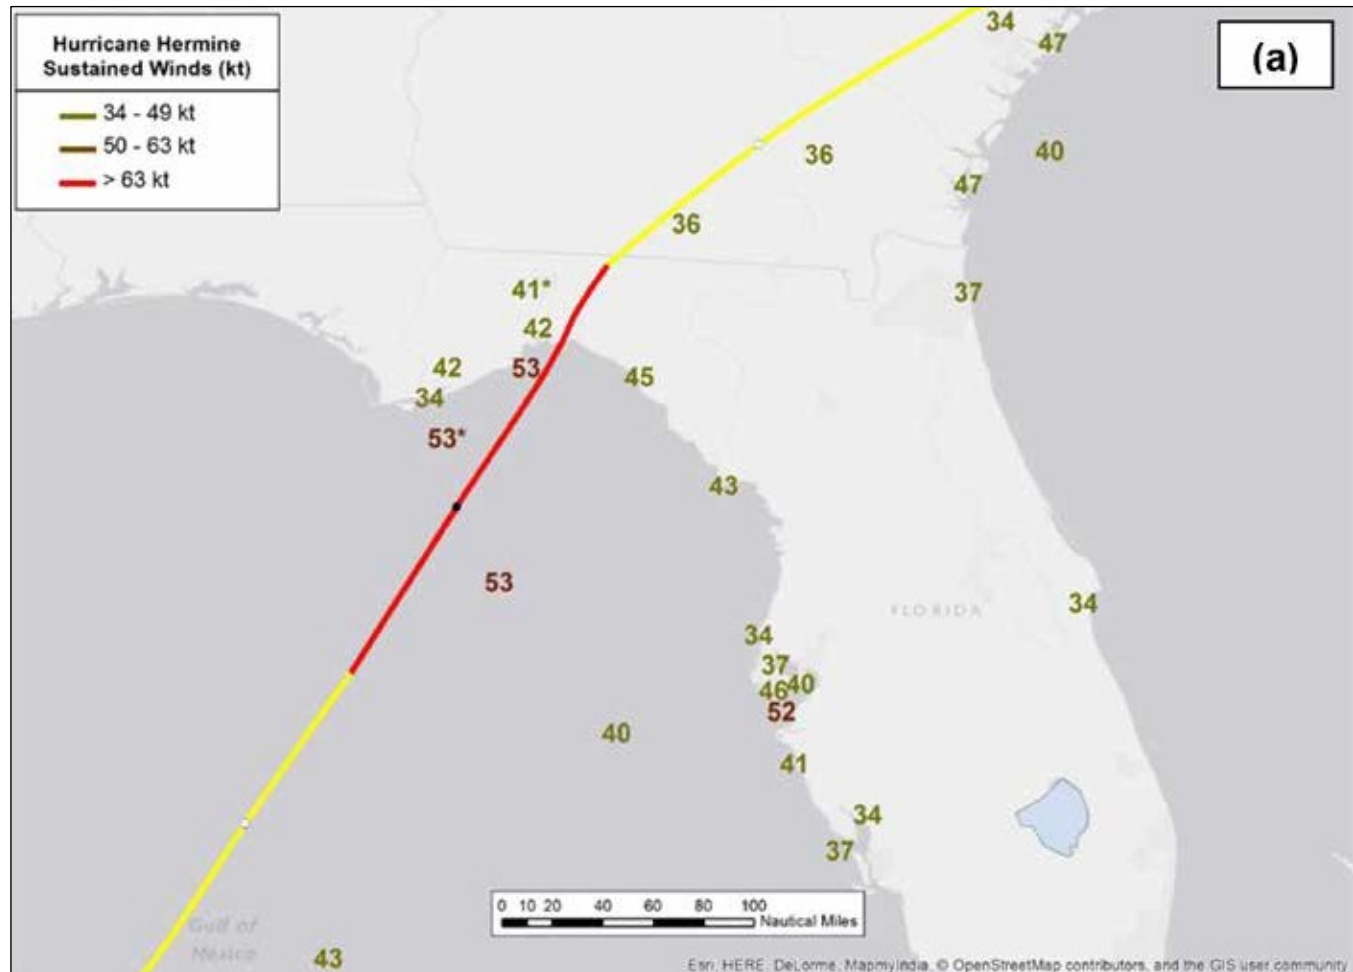 Hurricane Hermine
Sustained Winds (kt)
34 - 49 kt
50 - 63 kt
> 63 kt
(a)
34
47
36
40
47
36
41*
37
42
42
53
45
34
53*
43
53
34
34
37
46
40
52
40
41
34
37
43
FLORIDA
Gulf of
Mexico
0 10 20 40 60 80 100
Nautical Miles
Esri, HERE, DeLorme, MapmyIndia, © OpenStreetMap contributors, and the GIS user community